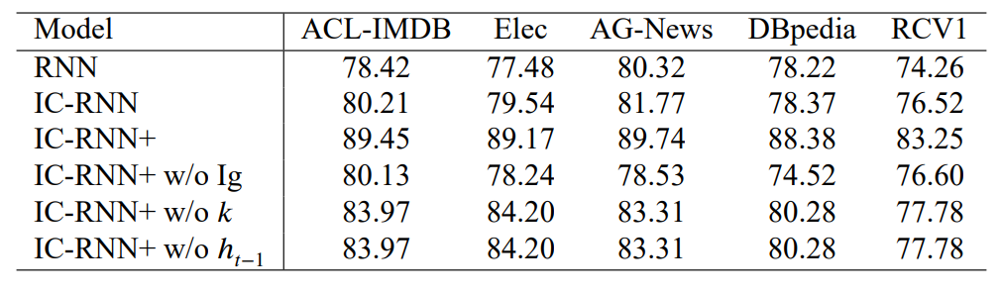 Model ACL-IMDB Elec AG-News DBpedia RCV1
RNN 78.42 77.48 80.32 78.22 74.26
IC-RNN 80.21 79.54 81.77 78.37 76.52
IC-RNN+ 89.45 89.17 89.74 88.38 83.25
IC-RNN+ w/o Ig 80.13 78.24 78.53 74.52 76.60
IC-RNN+ w/o k 83.97 84.20 83.31 80.28 77.78
IC-RNN+ w/o h_{t−1} 83.97 84.20 83.31 80.28 77.78